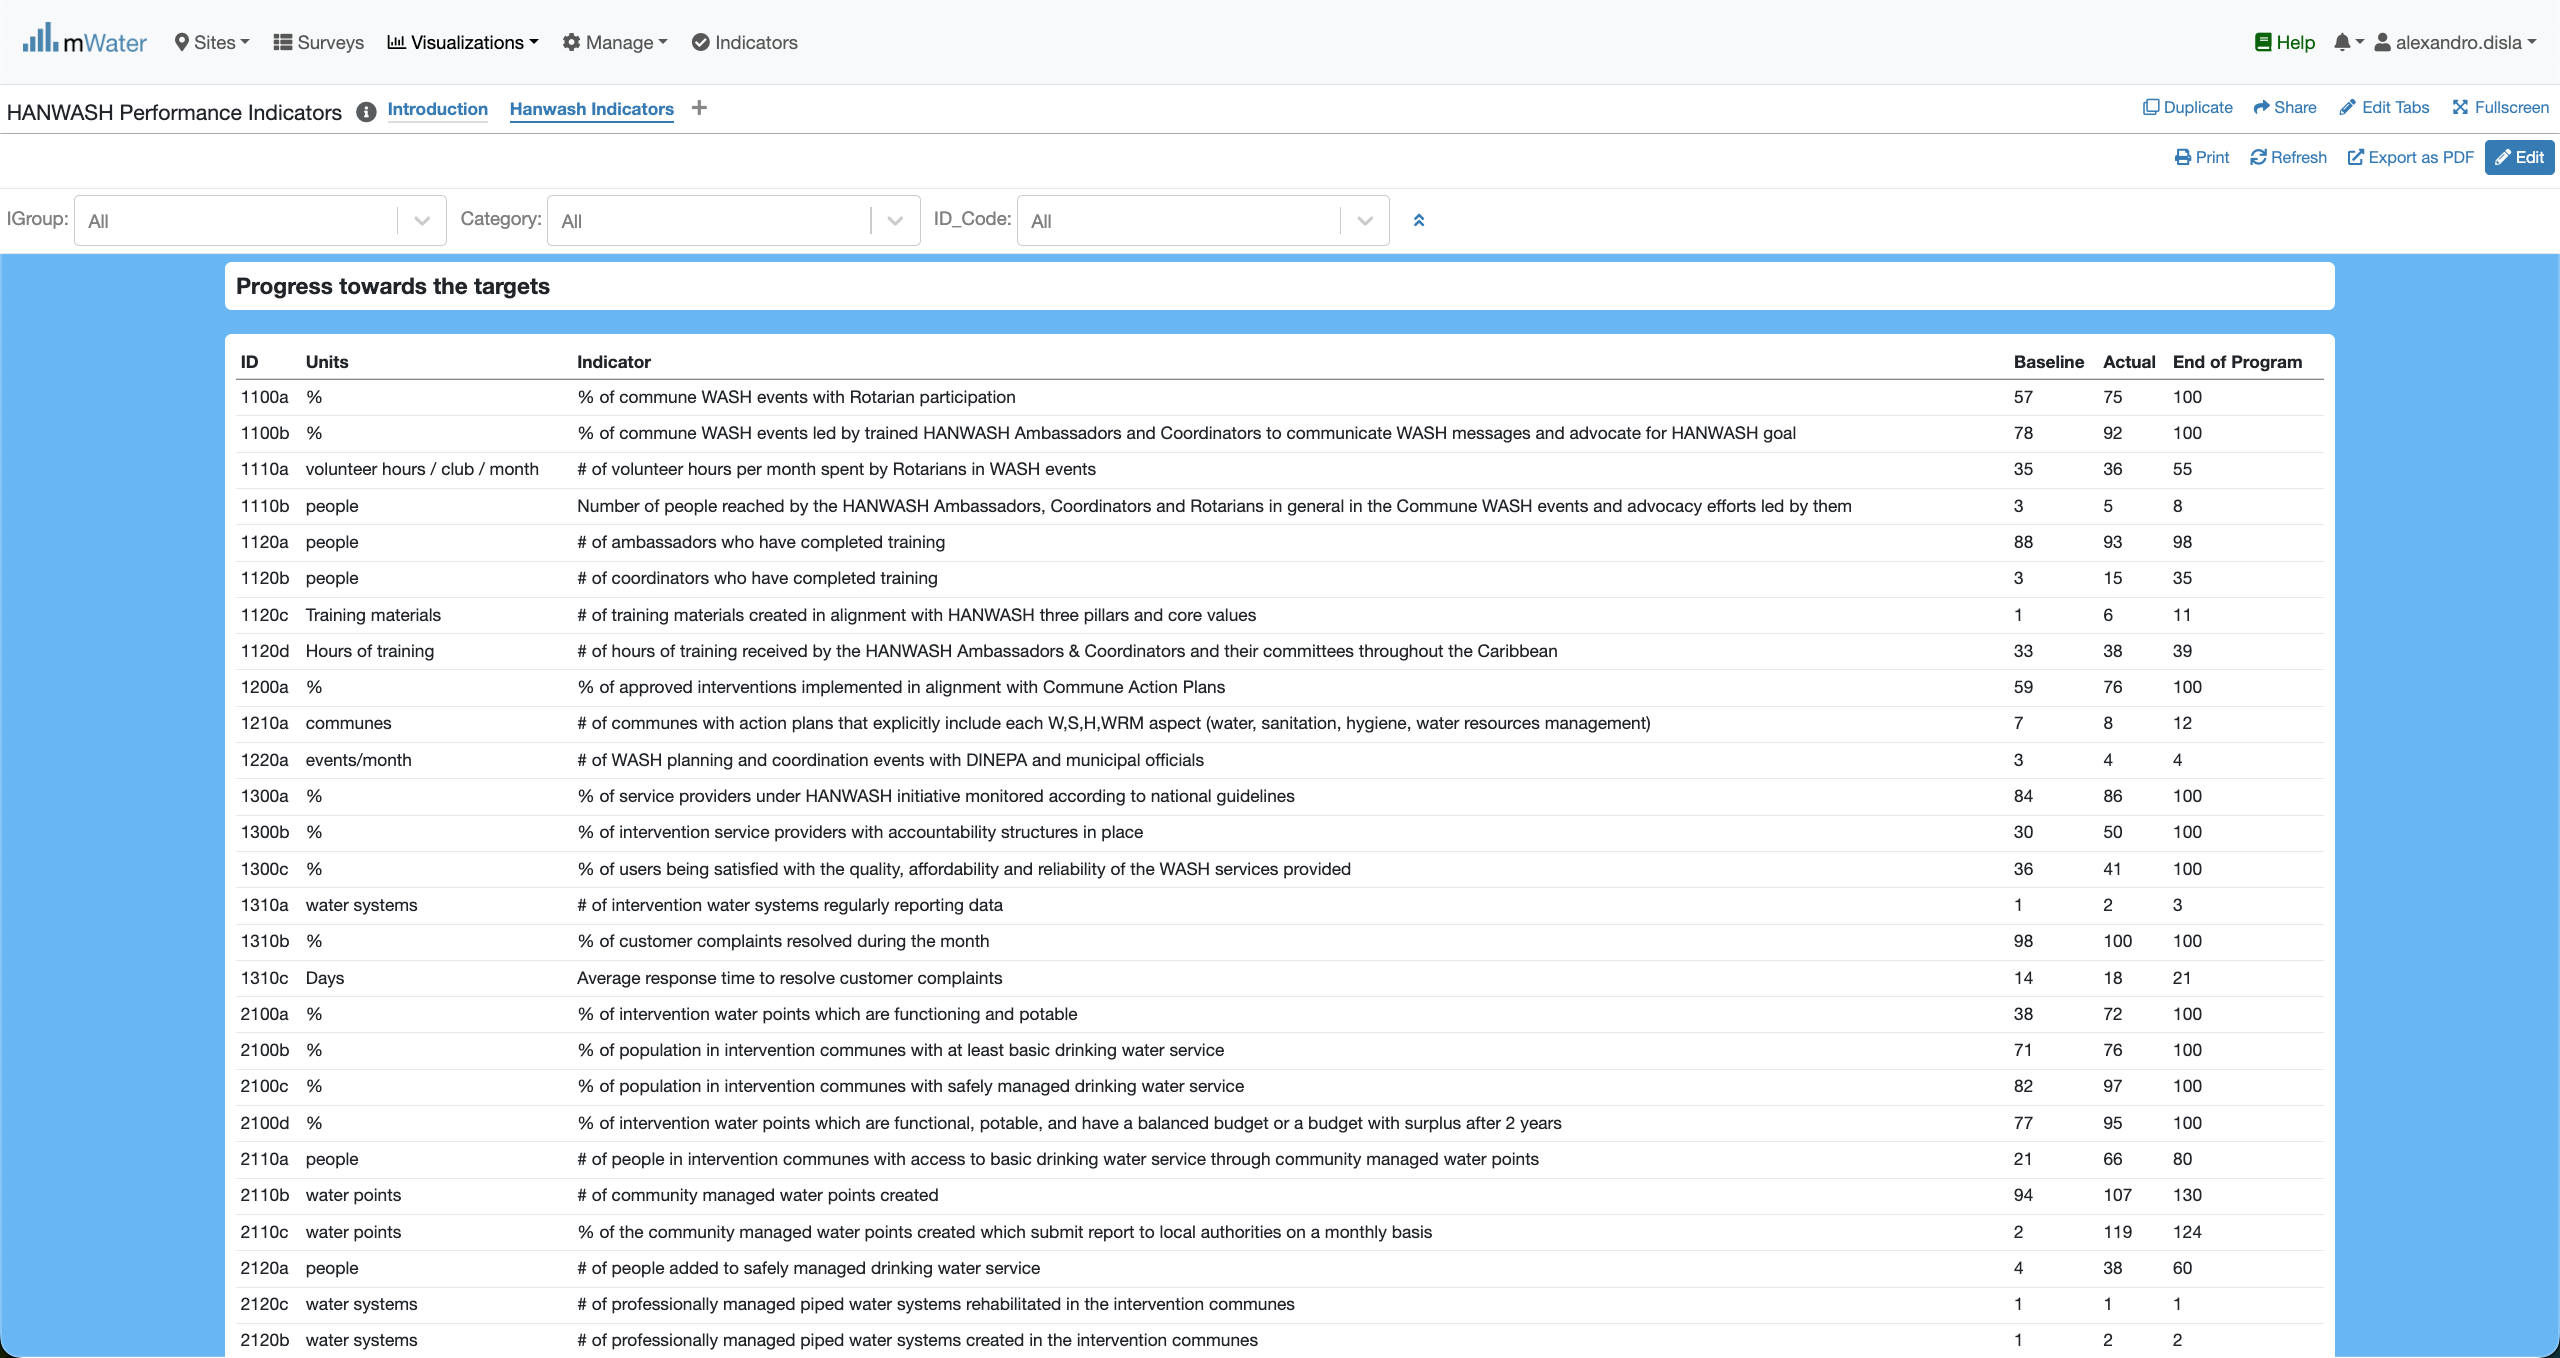 mWater Sites Surveys Visualizations Manage Indicators Help alexandro.disla
HANWASH Performance Indicators Introduction Hanwash Indicators + Duplicate Share Edit Tabs Fullscreen
Print Refresh Export as PDF Edit
IGroup: All Category: All ID_Code: All
Progress towards the targets
ID Units Indicator Baseline Actual End of Program
1100a % % of commune WASH events with Rotarian participation 57 75 100
1100b % % of commune WASH events led by trained HANWASH Ambassadors and Coordinators to communicate WASH messages and advocate for HANWASH goal 78 92 100
1110a volunteer hours / club / month # of volunteer hours per month spent by Rotarians in WASH events 35 36 55
1110b people Number of people reached by the HANWASH Ambassadors, Coordinators and Rotarians in general in the Commune WASH events and advocacy efforts led by them 3 5 8
1120a people # of ambassadors who have completed training 88 93 98
1120b people # of coordinators who have completed training 3 15 35
1120c Training materials # of training materials created in alignment with HANWASH three pillars and core values 1 6 11
1120d Hours of training # of hours of training received by the HANWASH Ambassadors & Coordinators and their committees throughout the Caribbean 33 38 39
1200a % % of approved interventions implemented in alignment with Commune Action Plans 59 76 100
1210a communes # of communes with action plans that explicitly include each W,S,H,WRM aspect (water, sanitation, hygiene, water resources management) 7 8 12
1220a events/month # of WASH planning and coordination events with DINEPA and municipal officials 3 4 4
1300a % % of service providers under HANWASH initiative monitored according to national guidelines 84 86 100
1300b % % of intervention service providers with accountability structures in place 30 50 100
1300c % % of users being satisfied with the quality, affordability and reliability of the WASH services provided 36 41 100
1310a water systems # of intervention water systems regularly reporting data 1 2 3
1310b % % of customer complaints resolved during the month 98 100 100
1310c Days Average response time to resolve customer complaints 14 18 21
2100a % % of intervention water points which are functioning and potable 38 72 100
2100b % % of population in intervention communes with at least basic drinking water service 71 76 100
2100c % % of population in intervention communes with safely managed drinking water service 82 97 100
2100d % % of intervention water points which are functional, potable, and have a balanced budget or a budget with surplus after 2 years 77 95 100
2110a people # of people in intervention communes with access to basic drinking water service through community managed water points 21 66 80
2110b water points # of community managed water points created 94 107 130
2110c water points % of the community managed water points created which submit report to local authorities on a monthly basis 2 119 124
2120a people # of people added to safely managed drinking water service 4 38 60
2120c water systems # of professionally managed piped water systems rehabilitated in the intervention communes 1 1 1
2120b water systems # of professionally managed piped water systems created in the intervention communes 1 2 2